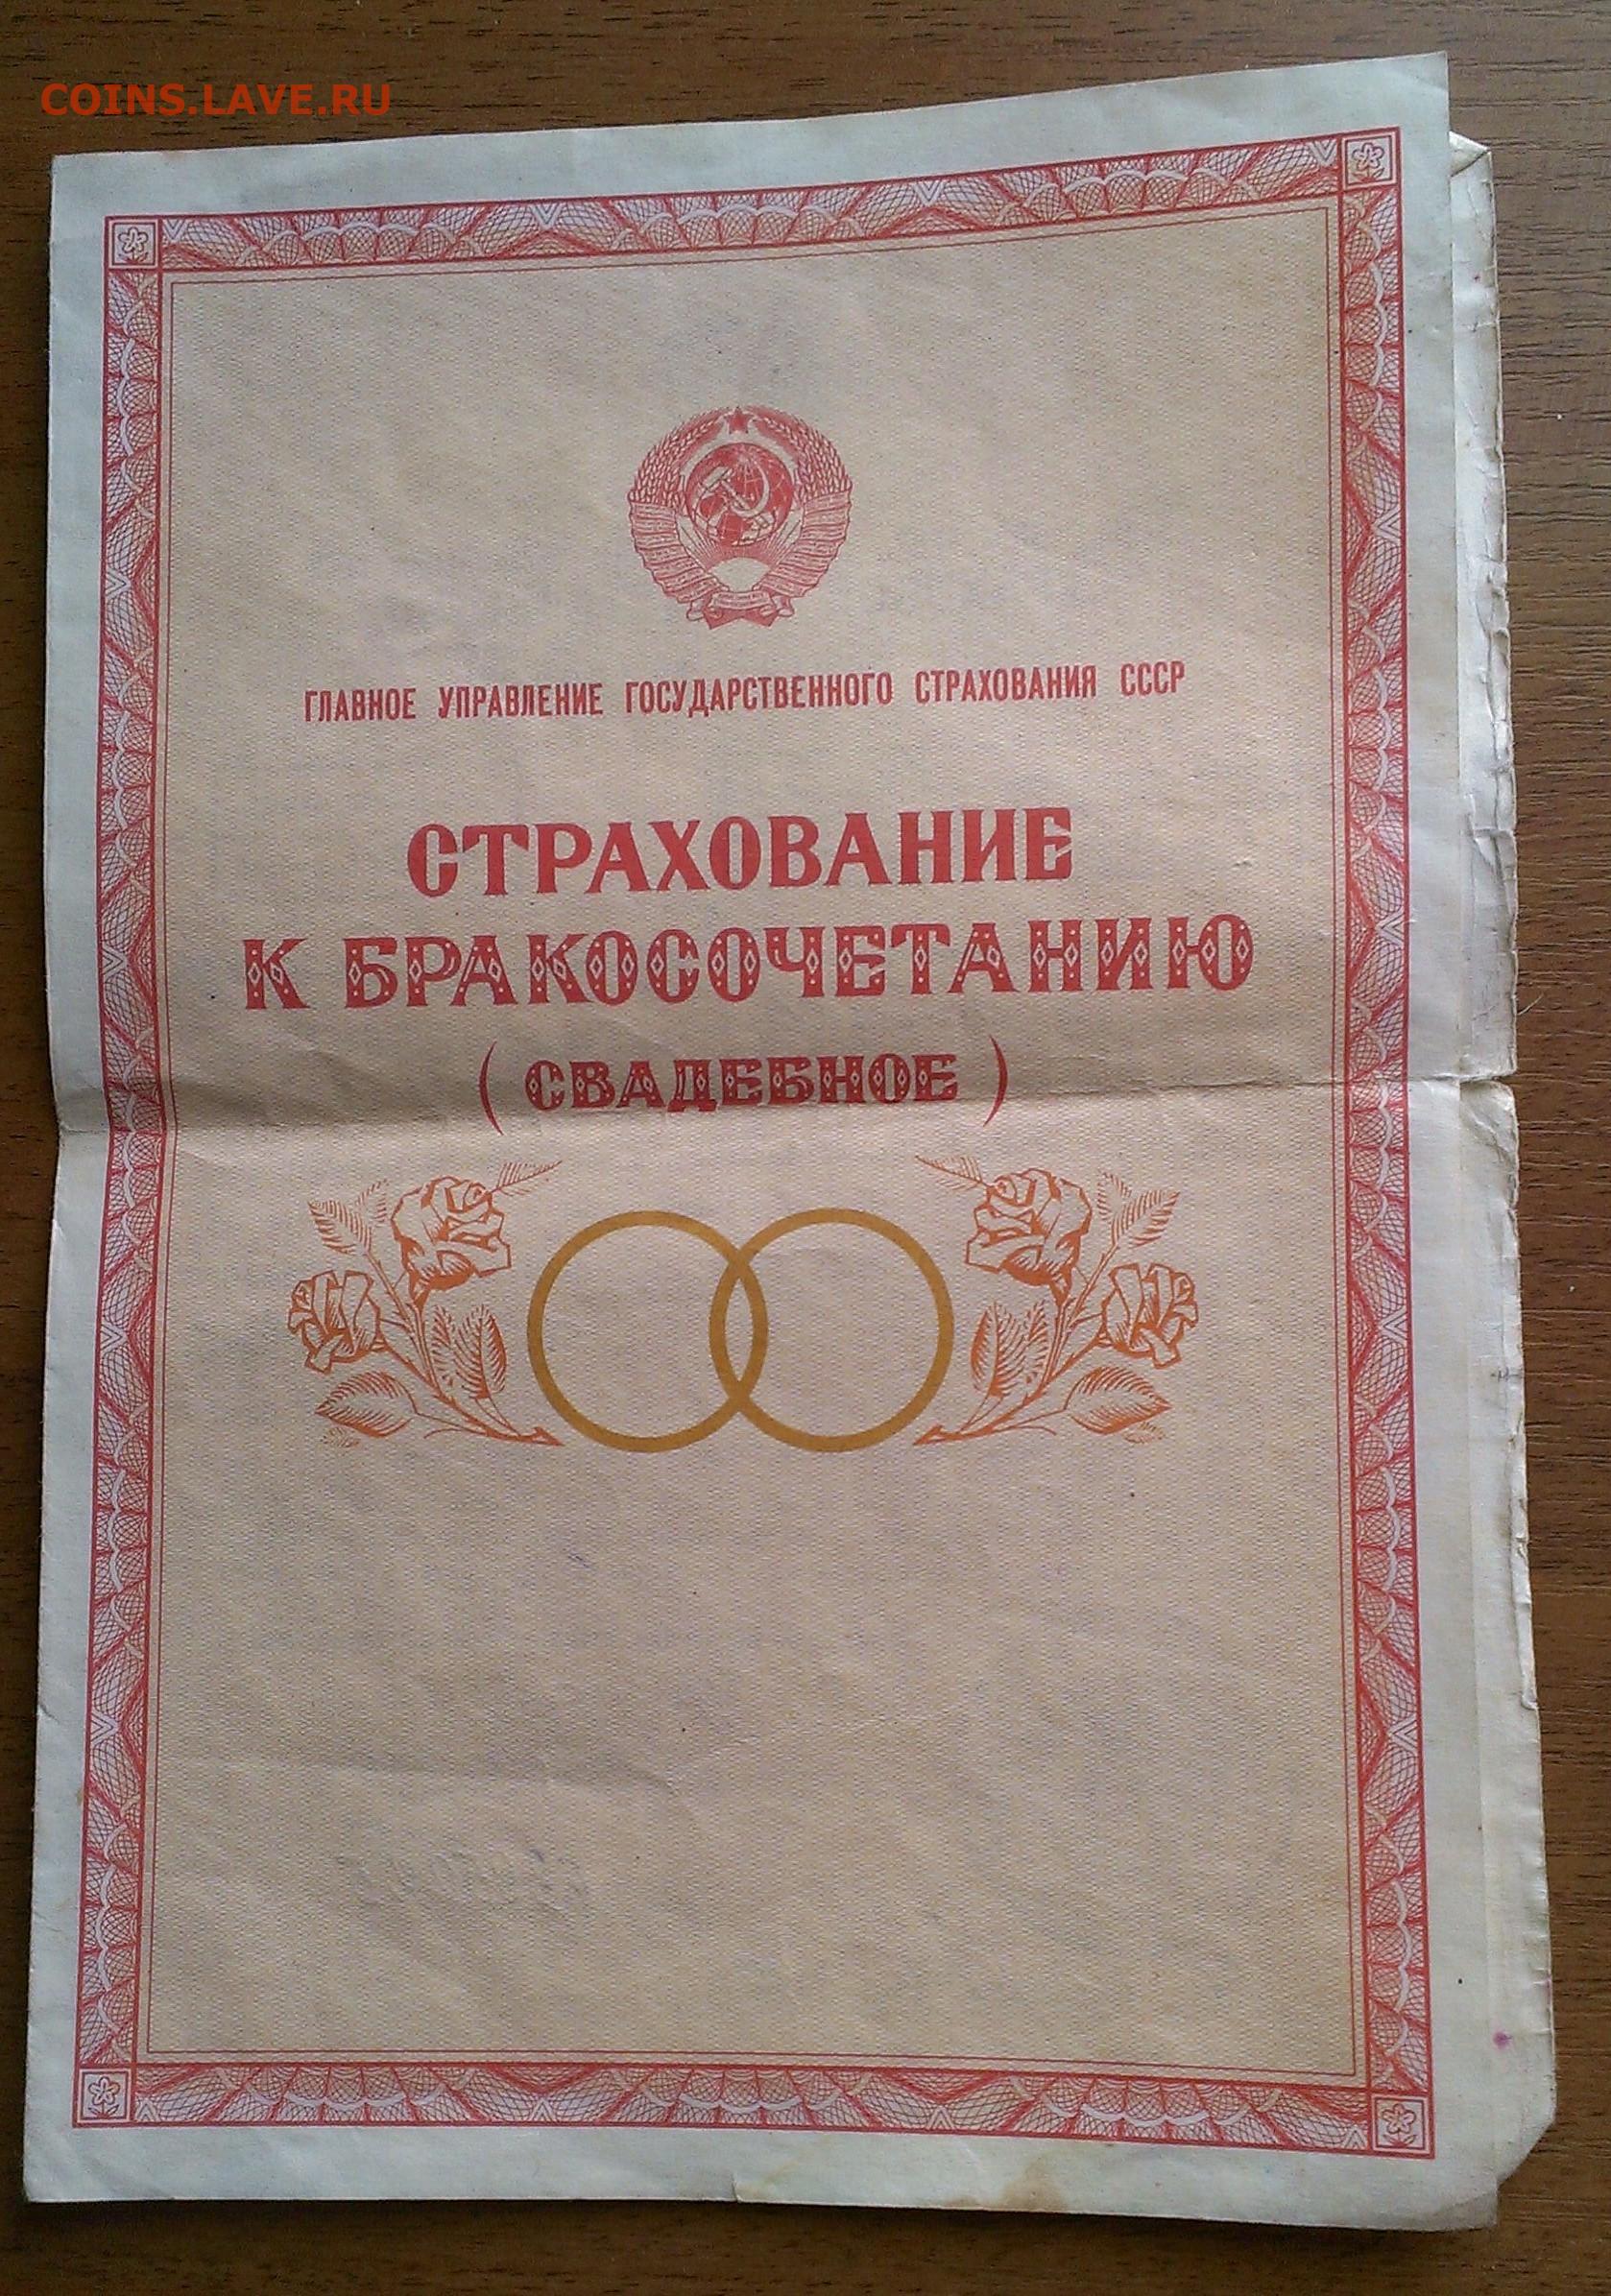 COINS.LAVE.RU
ГЛАВНОЕ УПРАВЛЕНИЕ ГОСУДАРСТВЕННОГО СТРАХОВАНИЯ СССР
СТРАХОВАНИЕ
К БРАКОСОЧЕТАНИЮ
(СВАДЕБНОЕ)